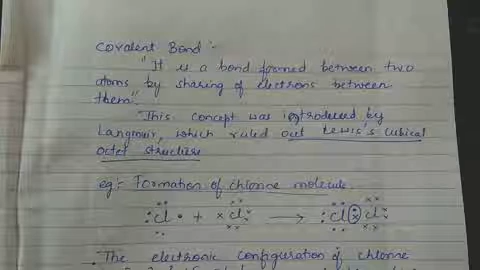 Covalent Bond :-
"It is a bond formed between two
atoms by sharing of electrons between
them."
"This concept was introduced by
Langmuir, which ruled out Lewis's Cubical
octet structure
eg:- Formation of chlorine molecule.
Cl + Cl → Cl Cl
The electronic configuration of chlorine